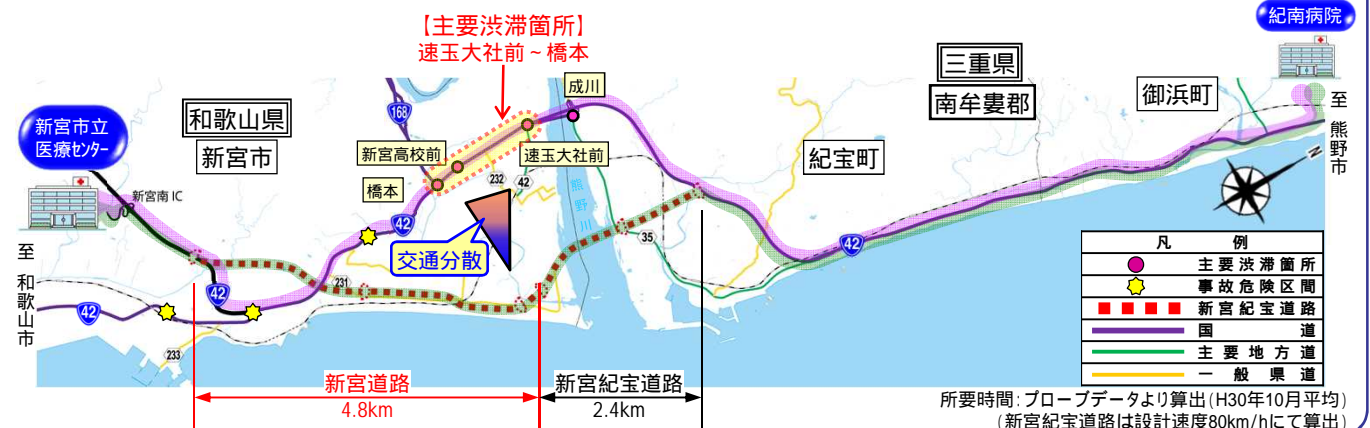 【主要渋滞箇所】
速玉大社前~橋本
紀南病院
成川
三重県
南牟婁郡
御浜町
至
熊野市
168
和歌山県
新宮市
新宮市立
医療センター
新宮高校前
速玉大社前
紀宝町
232
42
橋本
新宮南IC
熊野川
N
42
交通分散
35
42
至
和歌山市
42
42
231
233
凡例
主要渋滞箇所
事故危険区間
新宮紀宝道路
国道
主要地方道
一般県道
新宮道路
4.8km
新宮紀宝道路
2.4km
所要時間:プローブデータより算出(H30年10月平均)
(新宮紀宝道路は設計速度80km/hにて算出)